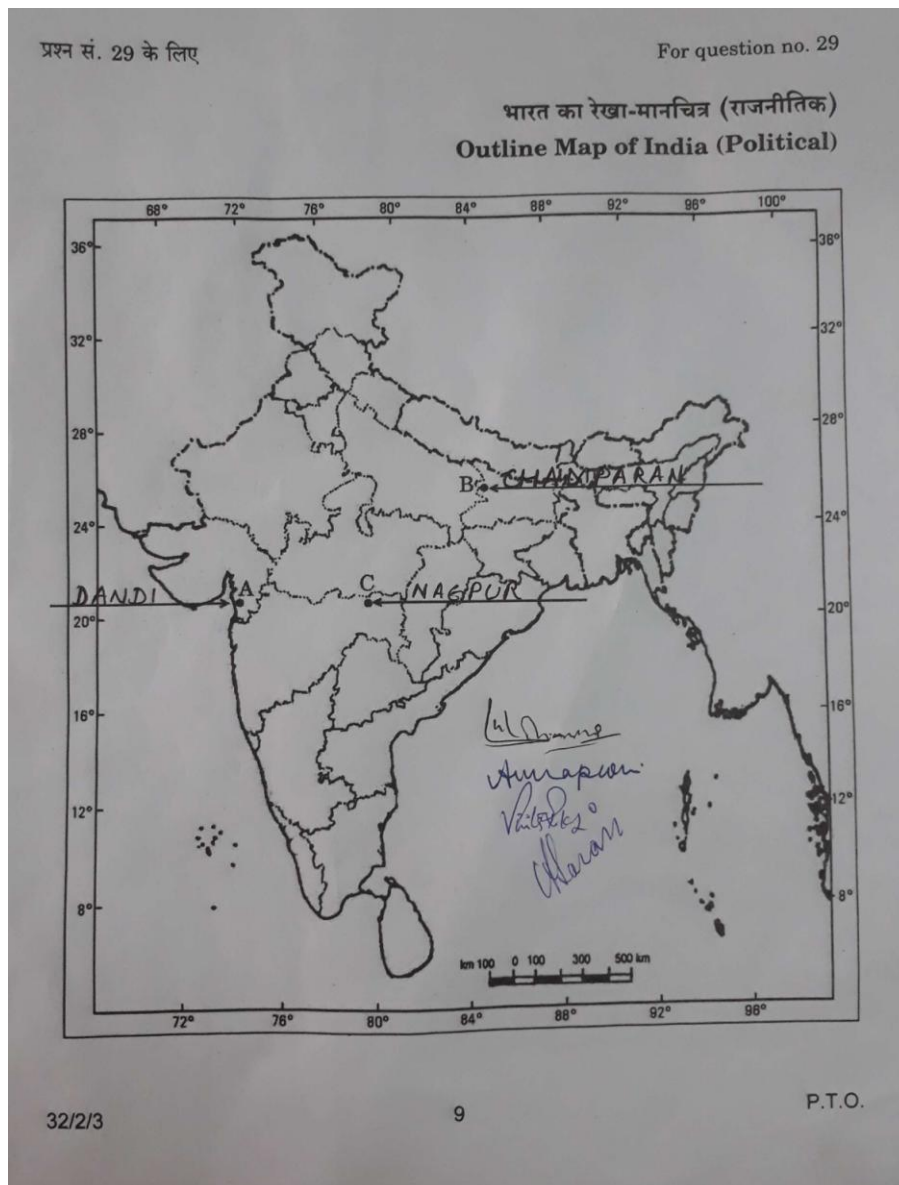 प्रश्न सं. 29 के लिए
For question no. 29
भारत का रेखा-मानचित्र (राजनीतिक)
Outline Map of India (Political)
68° 72° 76° 80° 84° 88° 92° 96° 100°
36° 36°
32° 32°
28° 28°
B CHAMPARAN
24° 24°
DANDI A C NAGPUR
20° 20°
16° 16°
12° 12°
8° 8°
km 100 0 100 300 500 km
72° 76° 80° 84° 88° 92° 96°
32/2/3
9
P.T.O.